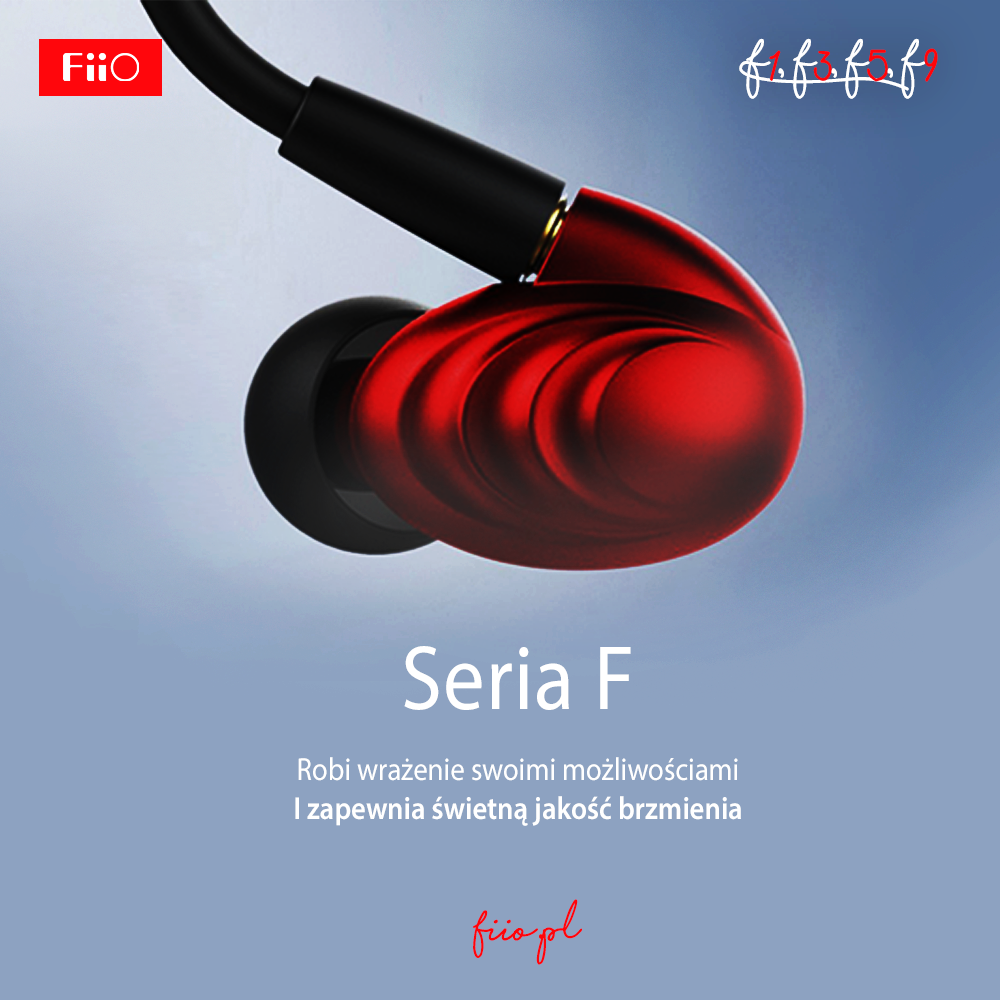 FiiO
f1, f3, f5, f9
Seria F
Robi wrażenie swoimi możliwościami
I zapewnia świetną jakość brzmienia
fiio.pl